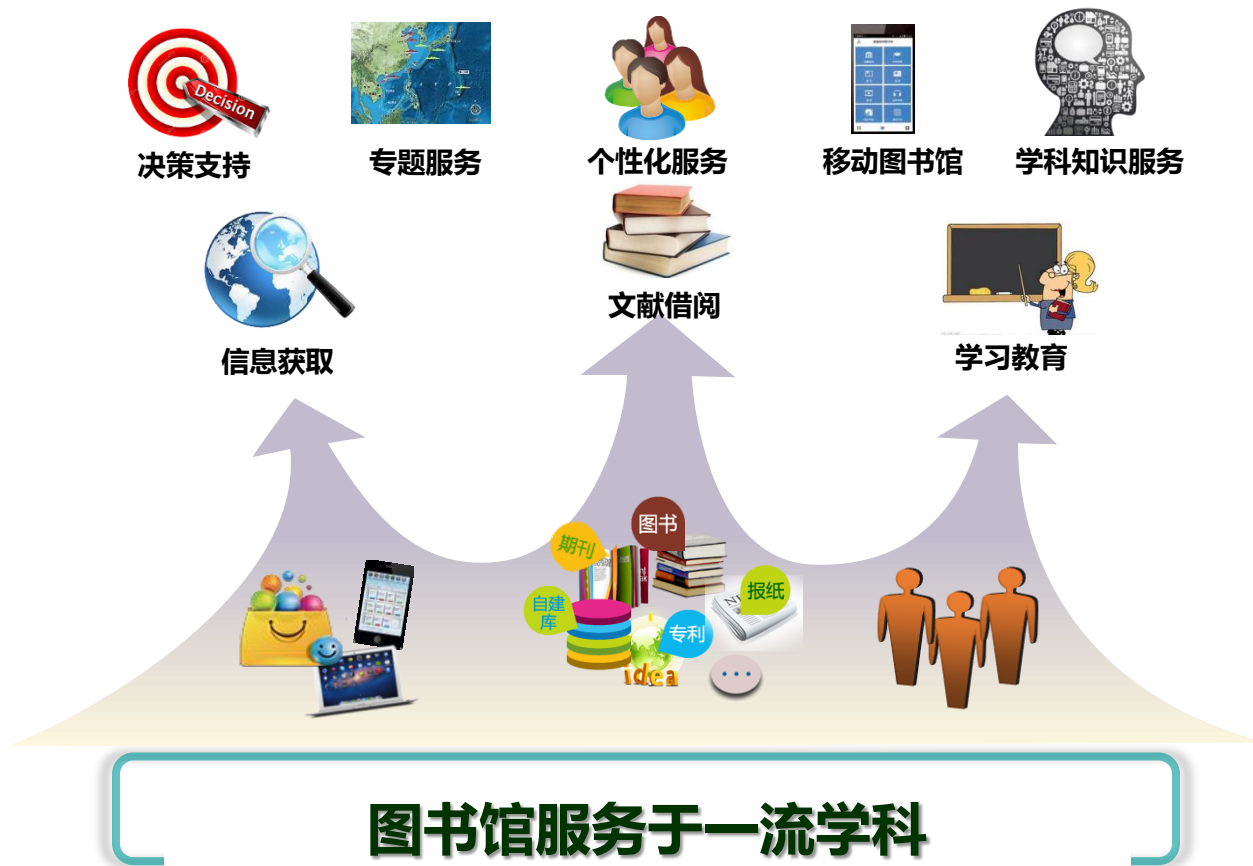 Decision
决策支持
专题服务
个性化服务
移动图书馆
学科知识服务
信息获取
文献借阅
学习教育
图书
期刊
自建
库
报纸
专利
idea
图书馆服务于一流学科